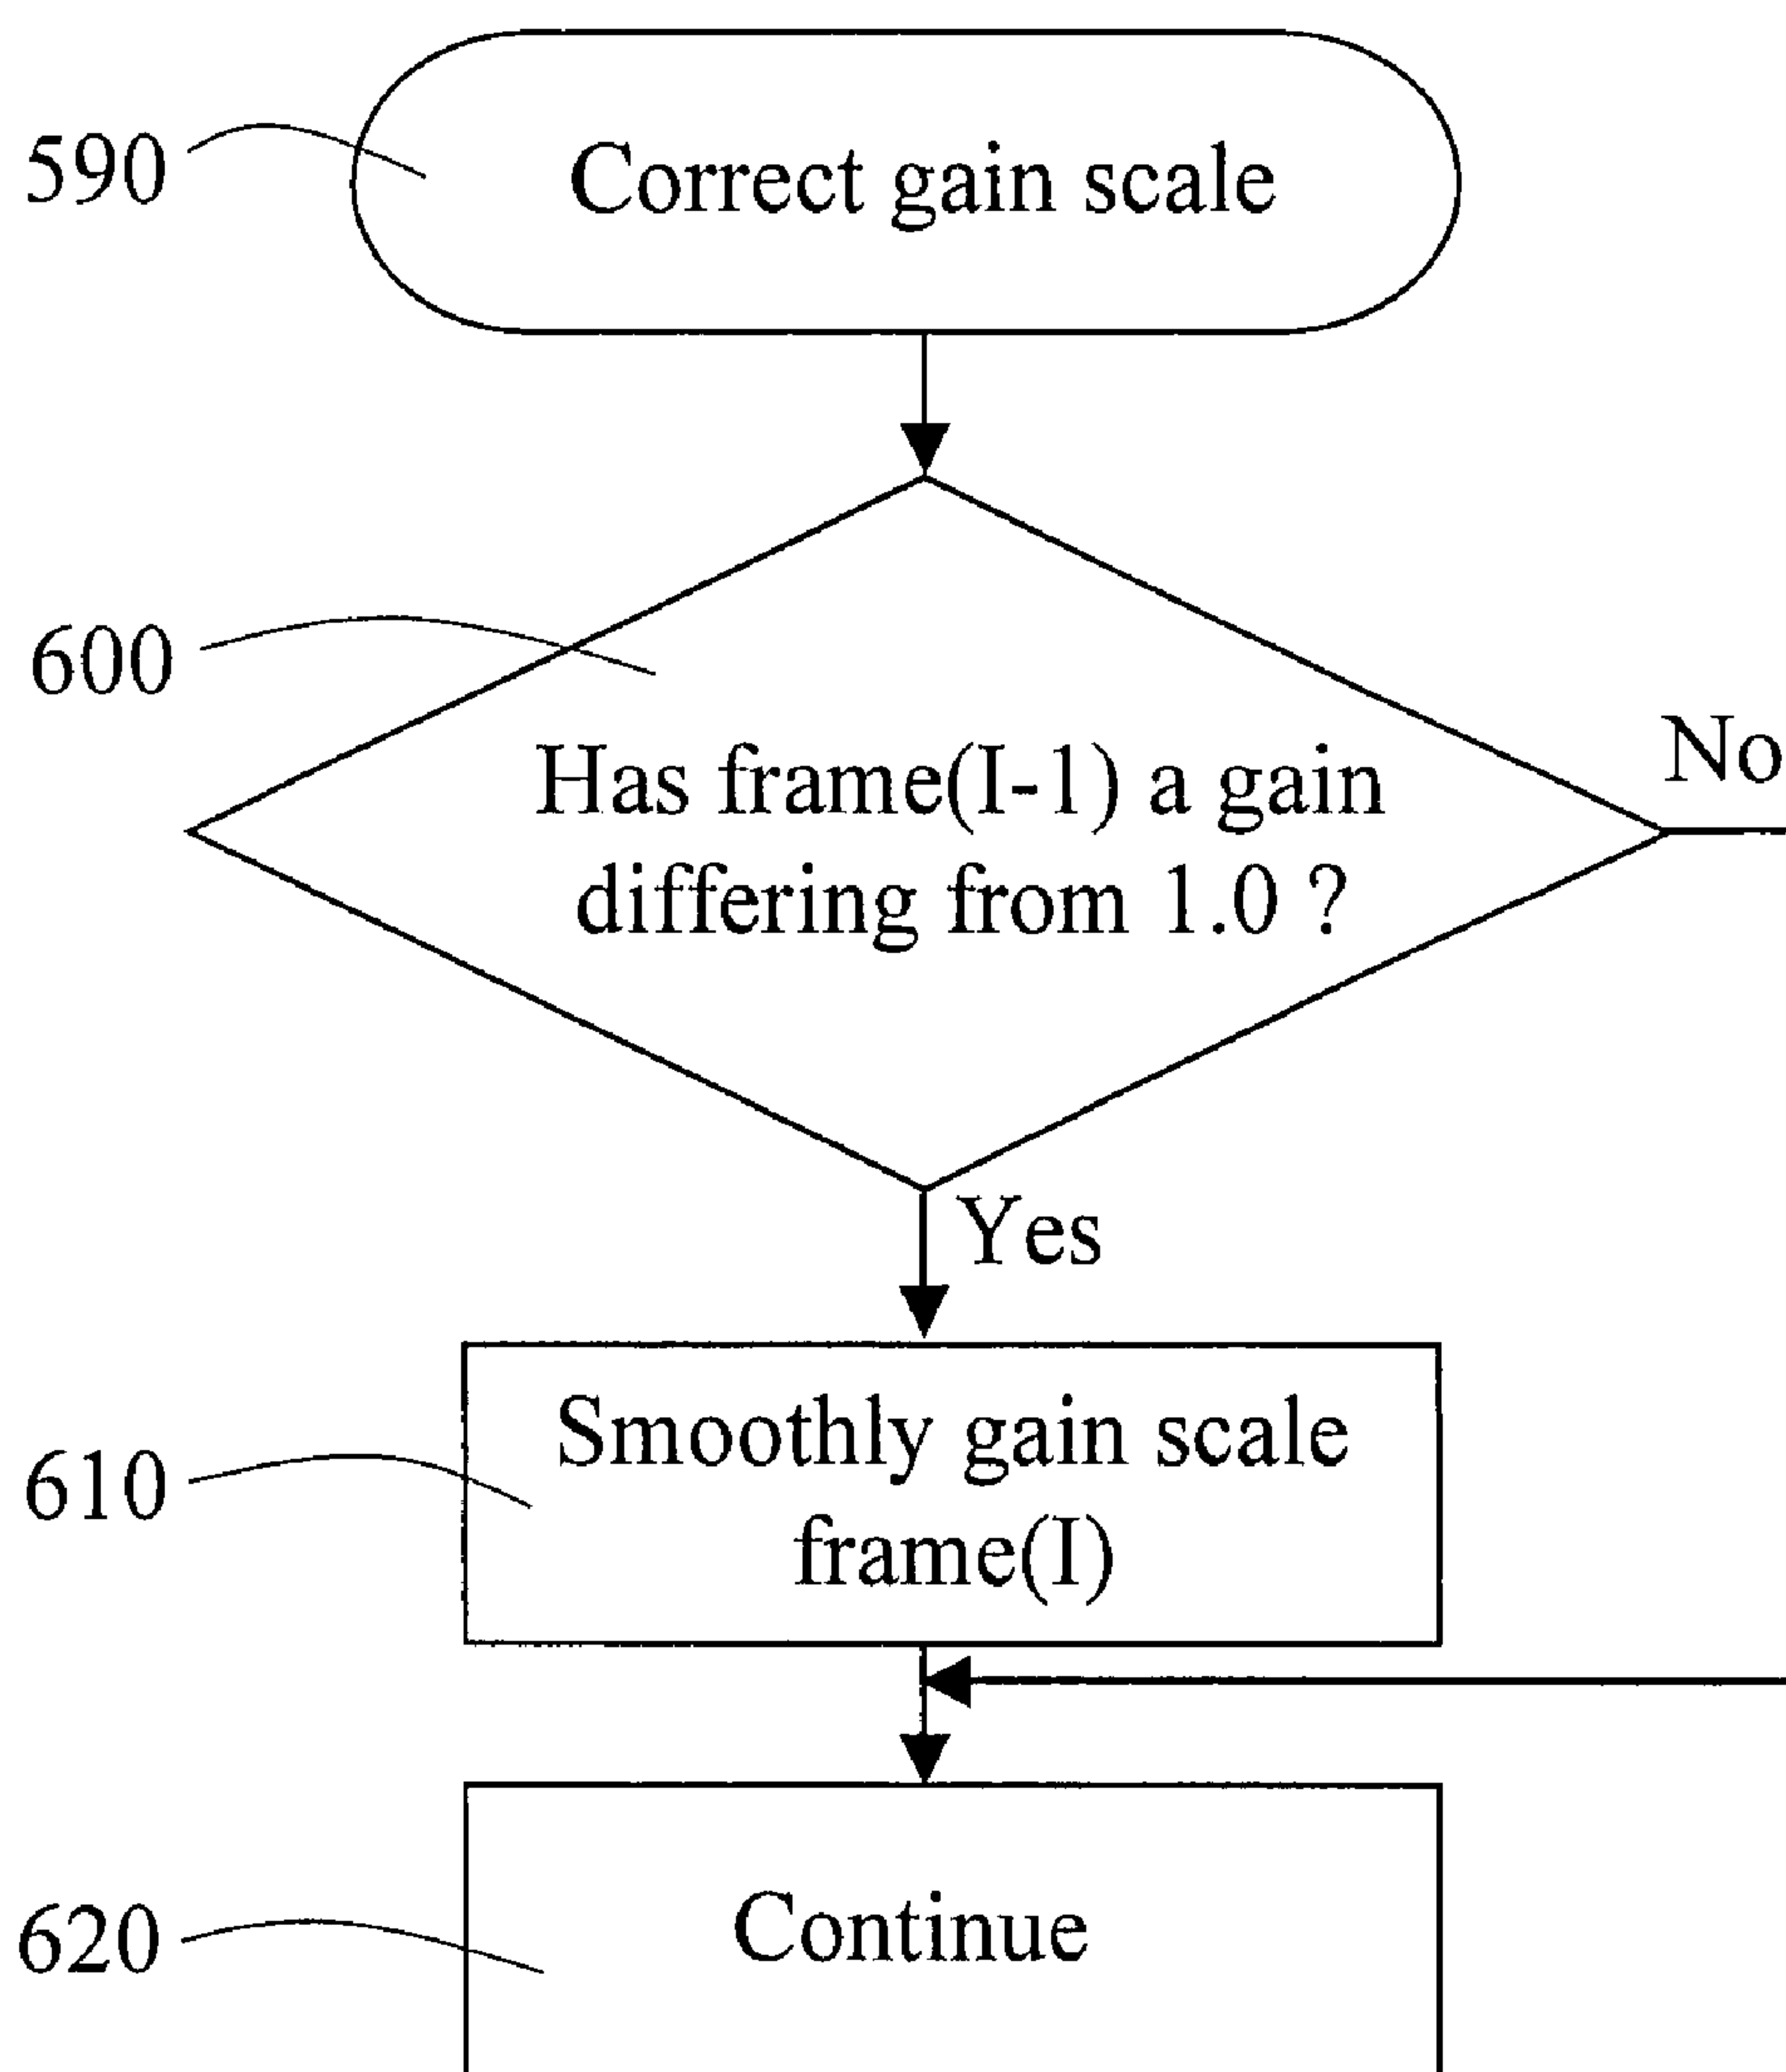 590
Correct gain scale
600
Has frame(I-1) a gain
differing from 1.0 ?
No
Yes
610
Smoothly gain scale
frame(I)
620
Continue